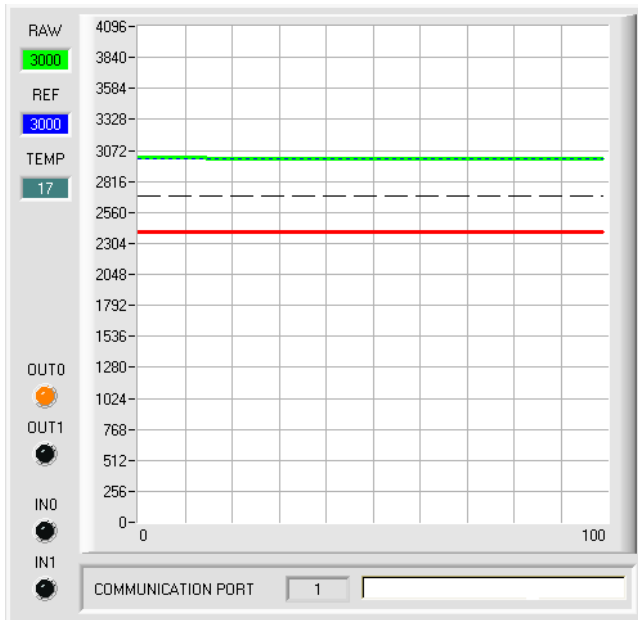 RAW
3000
REF
3000
TEMP
17
OUT0
OUT1
IN0
IN1
4096
3840
3584
3328
3072
2816
2560
2304
2048
1792
1536
1280
1024
768
512
256
0
0 100
COMMUNICATION PORT 1